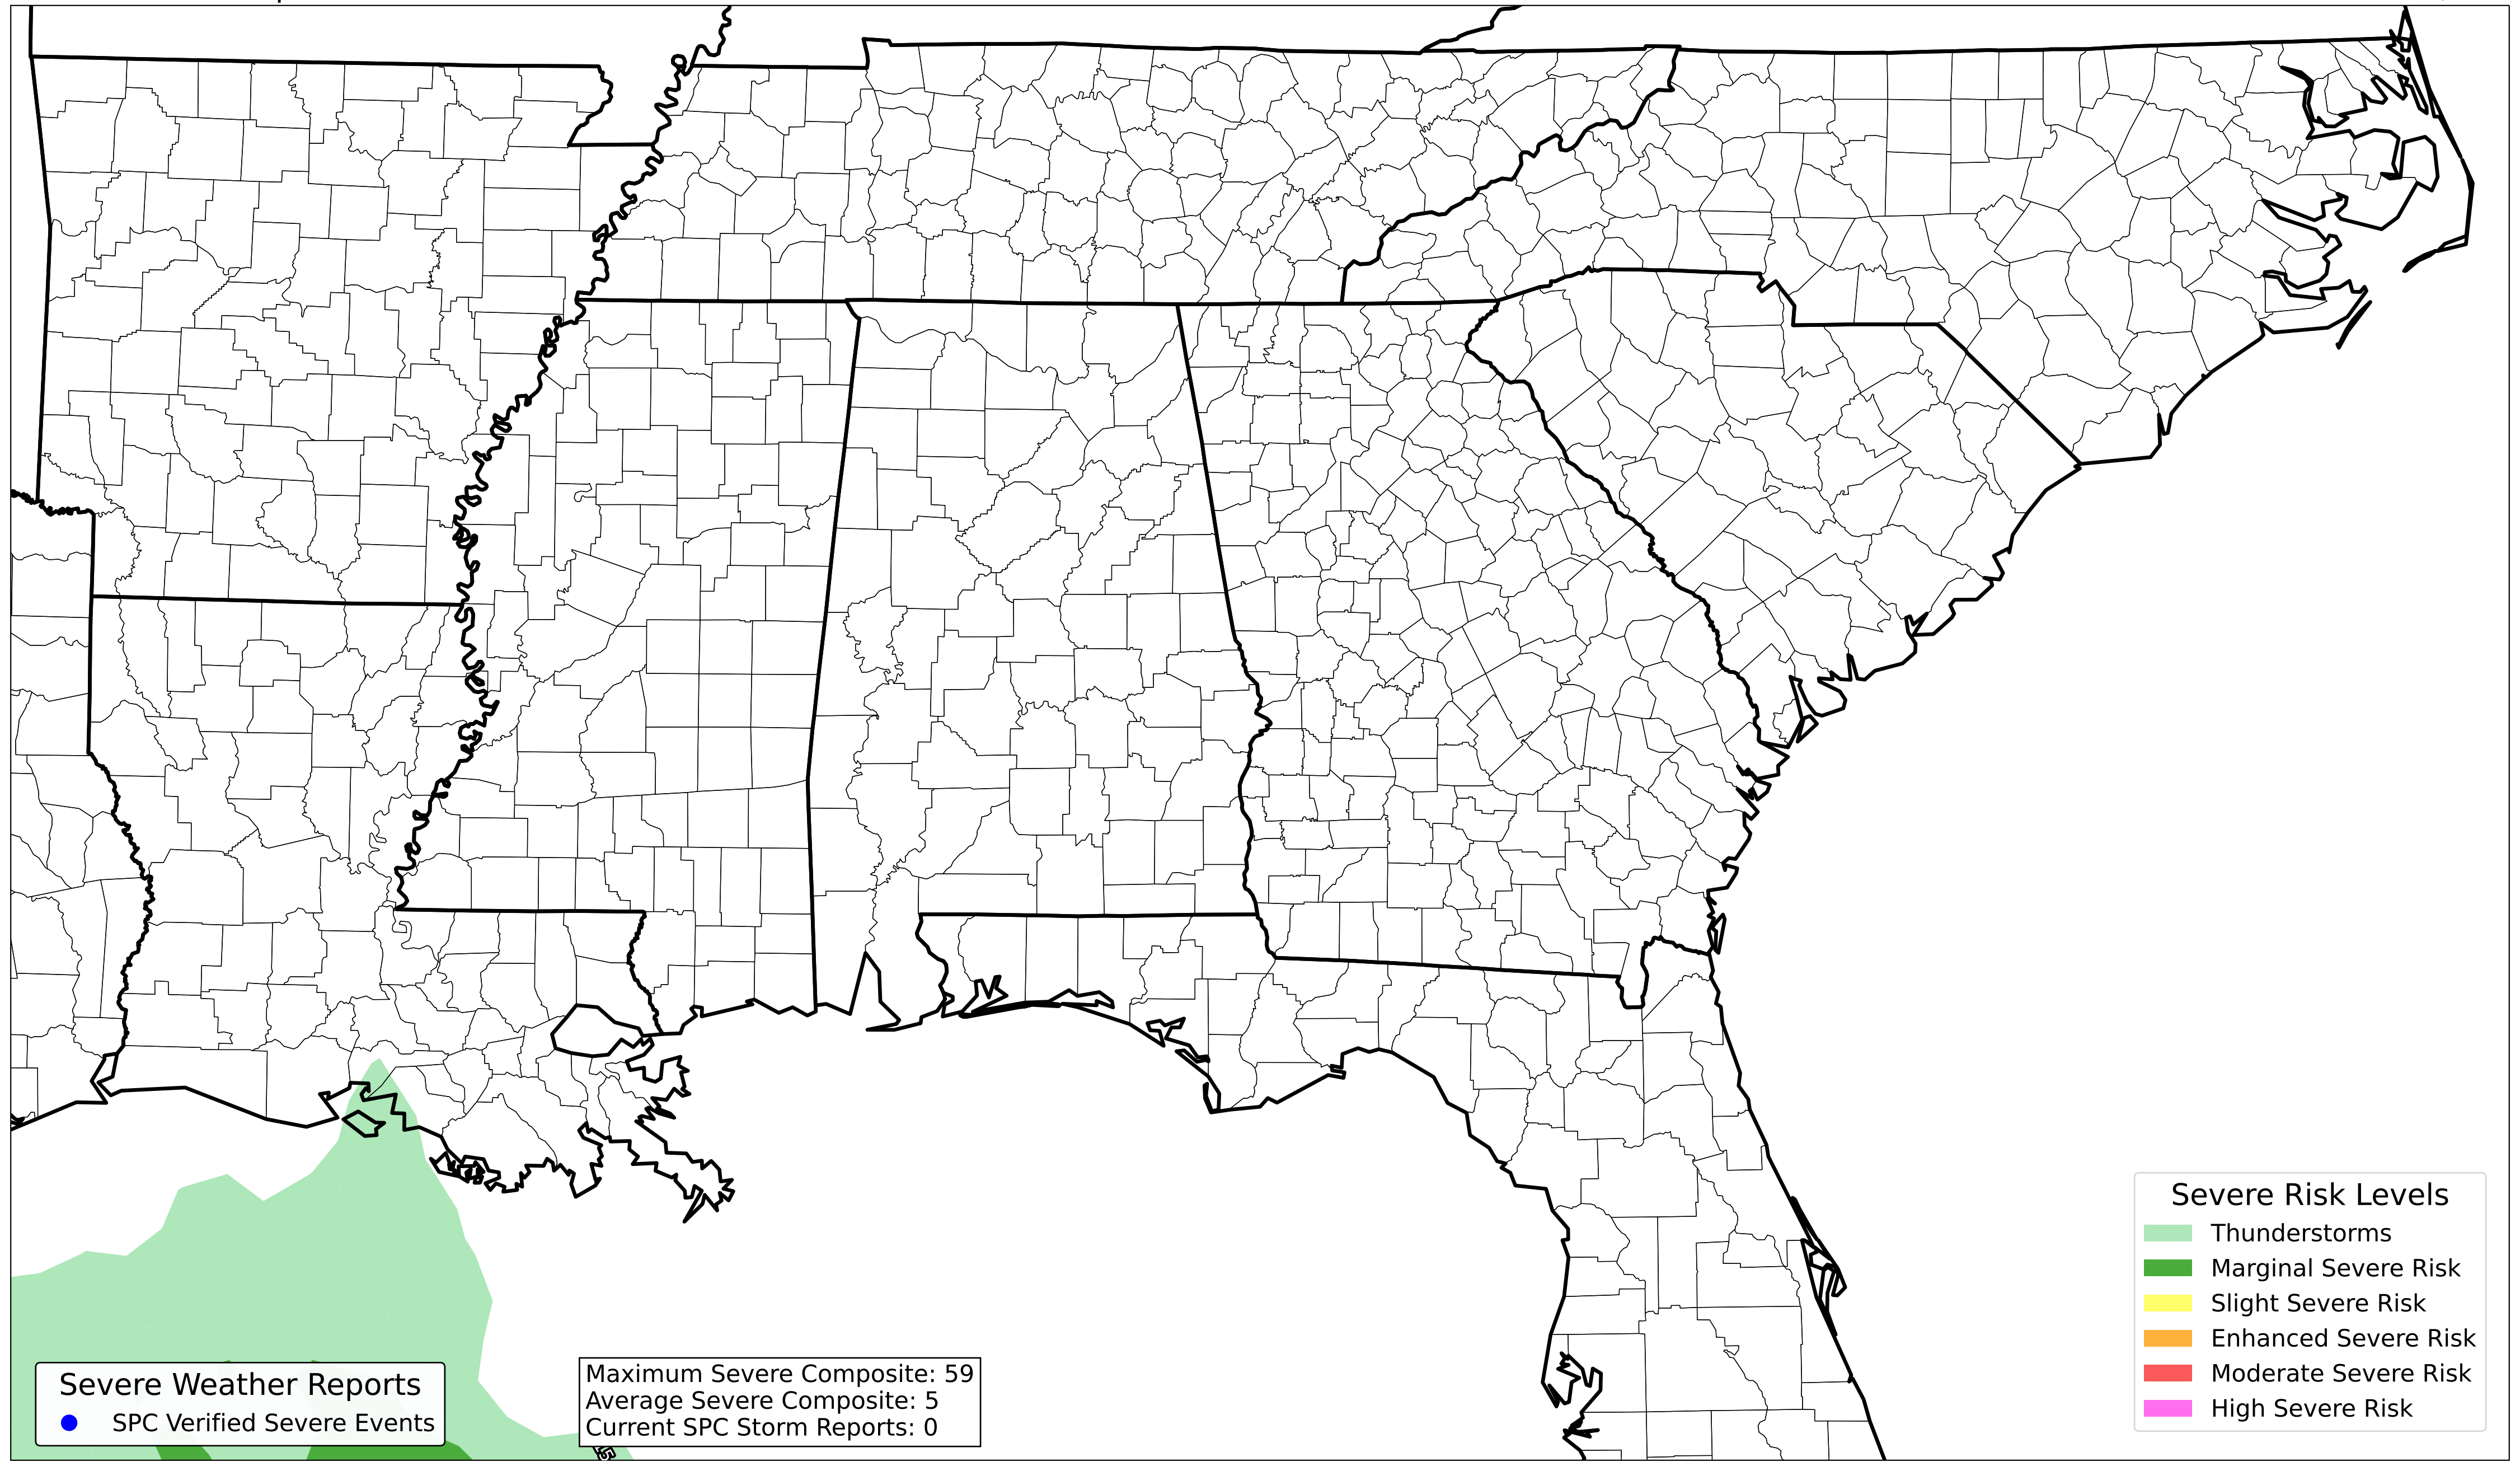 Severe Weather Reports
SPC Verified Severe Events
Maximum Severe Composite: 59
Average Severe Composite: 5
Current SPC Storm Reports: 0
Severe Risk Levels
Thunderstorms
Marginal Severe Risk
Slight Severe Risk
Enhanced Severe Risk
Moderate Severe Risk
High Severe Risk